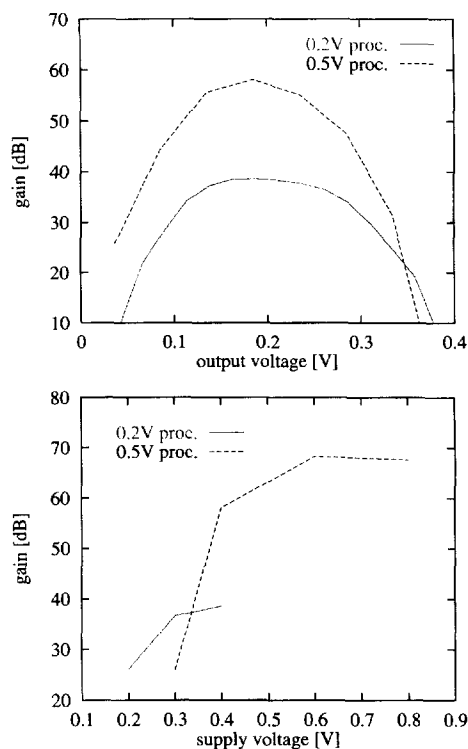 70
60
50
40
30
20
10
gain [dB]
0.2V proc.
0.5V proc.
0 0.1 0.2 0.3 0.4
output voltage [V]
80
70
60
50
40
30
20
gain [dB]
0.2V proc.
0.5V proc.
0.1 0.2 0.3 0.4 0.5 0.6 0.7 0.8 0.9
supply voltage [V]